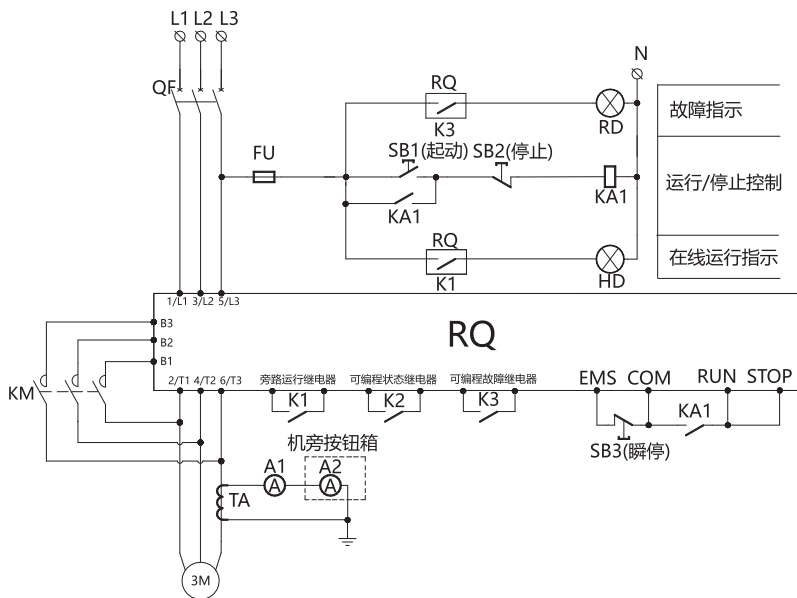 L1 L2 L3
QF
N
RQ
K3
RD
故障指示
FU
SB1(起动)
SB2(停止)
KA1
KA1
运行/停止控制
RQ
K1
HD
在线运行指示
1/L1 3/L2 5/L3
B3
B2
B1
RQ
KM
2/T1 4/T2 6/T3
旁路运行继电器
可编程状态继电器
可编程故障继电器
K1
K2
K3
EMS COM RUN STOP
KA1
SB3(瞬停)
机旁按钮箱
A1
A2
A
A
TA
3M